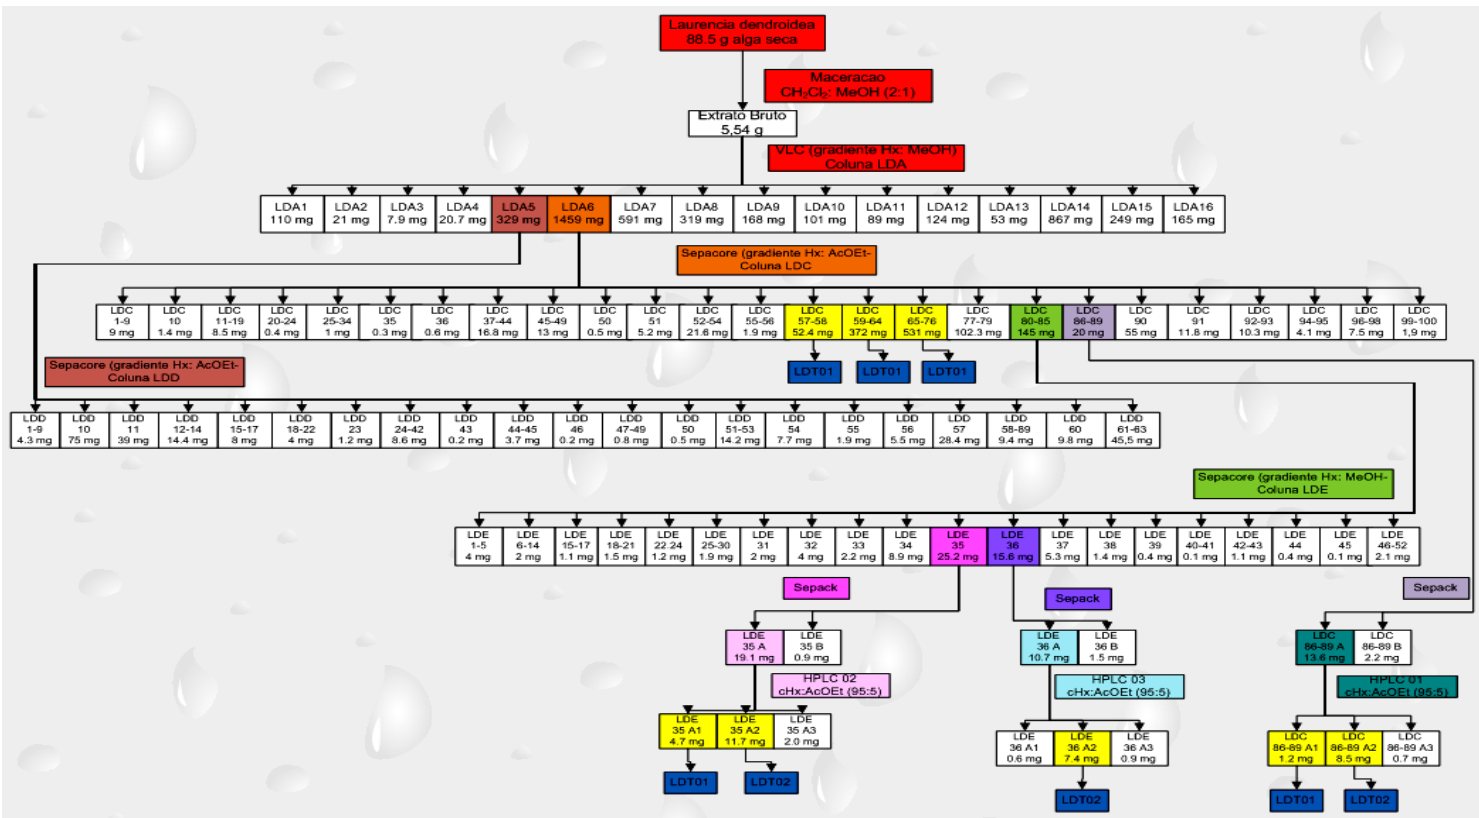 Laurencia dendroidea
88.5 g alga seca
Maceracao
CH2Cl2: MeOH (2:1)
Extrato Bruto
5,54 g
VLC (gradiente Hx: MeOH)
Coluna LDA
LDA1
110 mg
LDA2
21 mg
LDA3
7.9 mg
LDA4
20.7 mg
LDA5
329 mg
LDA6
1459 mg
LDA7
591 mg
LDA8
319 mg
LDA9
168 mg
LDA10
101 mg
LDA11
89 mg
LDA12
124 mg
LDA13
53 mg
LDA14
867 mg
LDA15
249 mg
LDA16
165 mg
Sepacore (gradiente Hx: AcOEt-
Coluna LDC
LDC
1-9
9 mg
LDC
10
1.4 mg
LDC
11-19
8.5 mg
LDC
20-24
0.4 mg
LDC
25-34
1 mg
LDC
35
0.3 mg
LDC
36
0.6 mg
LDC
37-44
16.8 mg
LDC
45-49
13 mg
LDC
50
0.5 mg
LDC
51
5.2 mg
LDC
52-54
21.6 mg
LDC
55-56
1.9 mg
LDC
57-58
52.4 mg
LDC
59-64
372 mg
LDC
65-76
531 mg
LDC
77-79
102.3 mg
LDC
80-85
145 mg
LDC
86-89
20 mg
LDC
90
55 mg
LDC
91
11.8 mg
LDC
92-93
10.3 mg
LDC
94-95
4.1 mg
LDC
96-98
7.5 mg
LDC
99-100
1,9 mg
LDT01
LDT01
LDT01
Sepacore (gradiente Hx: AcOEt-
Coluna LDD
LDD
1-9
4.3 mg
LDD
10
75 mg
LDD
11
39 mg
LDD
12-14
14.4 mg
LDD
15-17
8 mg
LDD
18-22
4 mg
LDD
23
1.2 mg
LDD
24-42
8.6 mg
LDD
43
0.2 mg
LDD
44-45
3.7 mg
LDD
46
0.2 mg
LDD
47-49
0.8 mg
LDD
50
0.5 mg
LDD
51-53
14.2 mg
LDD
54
7.7 mg
LDD
55
1.9 mg
LDD
56
5.5 mg
LDD
57
28.4 mg
LDD
58-89
9.4 mg
LDD
60
9.8 mg
LDD
61-63
45,5 mg
Sepacore (gradiente Hx: MeOH-
Coluna LDE
LDE
1-5
4 mg
LDE
6-14
2 mg
LDE
15-17
1.1 mg
LDE
18-21
1.5 mg
LDE
22.24
1.2 mg
LDE
25-30
1.9 mg
LDE
31
2 mg
LDE
32
4 mg
LDE
33
2.2 mg
LDE
34
8.9 mg
LDE
35
25.2 mg
LDE
36
15.6 mg
LDE
37
5.3 mg
LDE
38
1.4 mg
LDE
39
0.4 mg
LDE
40-41
0.1 mg
LDE
42-43
1.1 mg
LDE
44
0.4 mg
LDE
45
0.1 mg
LDE
46-52
2.1 mg
Sepack
Sepack
Sepack
LDE
35 A
19.1 mg
LDE
35 B
0.9 mg
LDE
36 A
10.7 mg
LDE
36 B
1.5 mg
LDC
86-89 A
13.6 mg
LDC
86-89 B
2.2 mg
HPLC 02
cHx:AcOEt (95:5)
HPLC 03
cHx:AcOEt (95:5)
HPLC 01
cHx:AcOEt (95:5)
LDE
35 A1
4.7 mg
LDE
35 A2
11.7 mg
LDE
35 A3
2.0 mg
LDE
36 A1
0.6 mg
LDE
36 A2
7.4 mg
LDE
36 A3
0.9 mg
LDC
86-89 A1
1.2 mg
LDC
86-89 A2
8.5 mg
LDC
86-89 A3
0.7 mg
LDT01
LDT02
LDT02
LDT01
LDT02